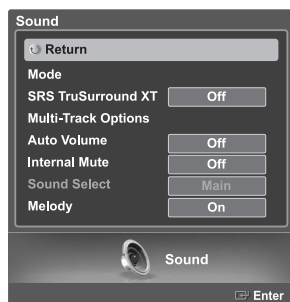 Sound
Return
Mode
SRS TruSurround XT Off
Multi-Track Options
Auto Volume Off
Internal Mute Off
Sound Select Main
Melody On
Sound
Enter